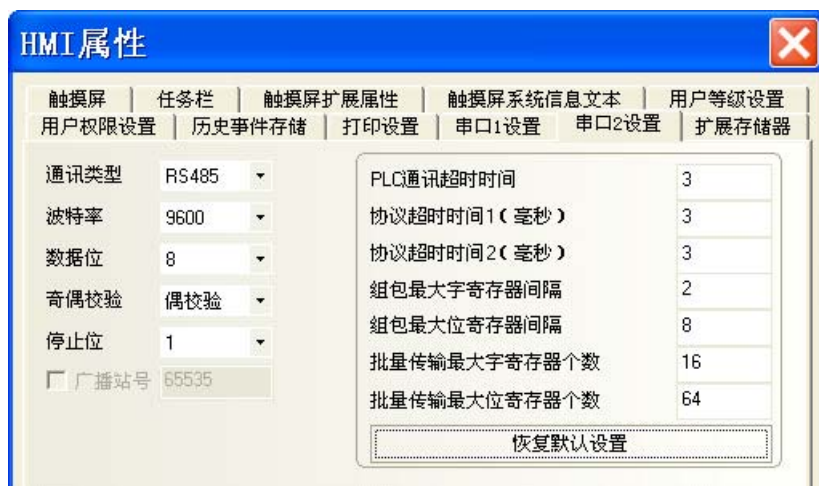 HMI属性
触摸屏 任务栏 触摸屏扩展属性 触摸屏系统信息文本 用户等级设置
用户权限设置 历史事件存储 打印设置 串口1设置 串口2设置 扩展存储器
通讯类型 RS485
波特率 9600
数据位 8
奇偶校验 偶校验
停止位 1
广播站号 65535
PLC通讯超时时间 3
协议超时时间1(毫秒) 3
协议超时时间2(毫秒) 3
组包最大字寄存器间隔 2
组包最大位寄存器间隔 8
批量传输最大字寄存器个数 16
批量传输最大位寄存器个数 64
恢复默认设置